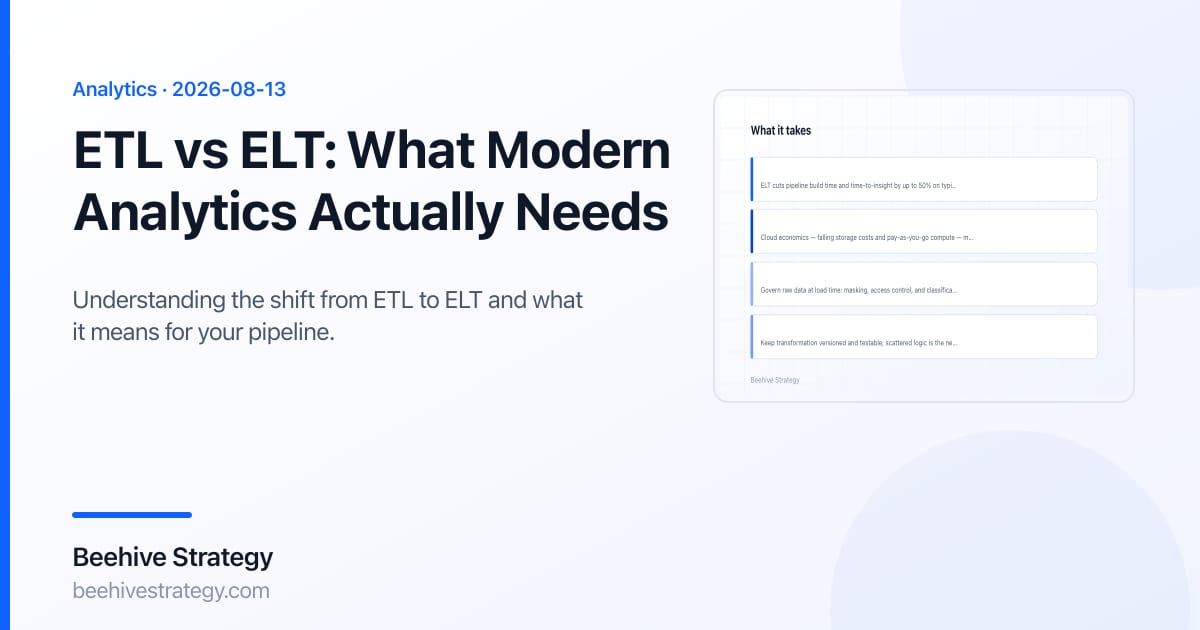 Analytics · 2026-08-13
ETL vs ELT: What Modern
Analytics Actually Needs
Understanding the shift from ETL to ELT and what
it means for your pipeline.
What it takes
ELT cuts pipeline build time and time-to-insight by up to 50% on typi...
Cloud economics — falling storage costs and pay-as-you-go compute — m...
Govern raw data at load time: masking, access control, and classifica...
Keep transformation versioned and testable; scattered logic is the ne...
Beehive Strategy
Beehive Strategy
beehivestrategy.com